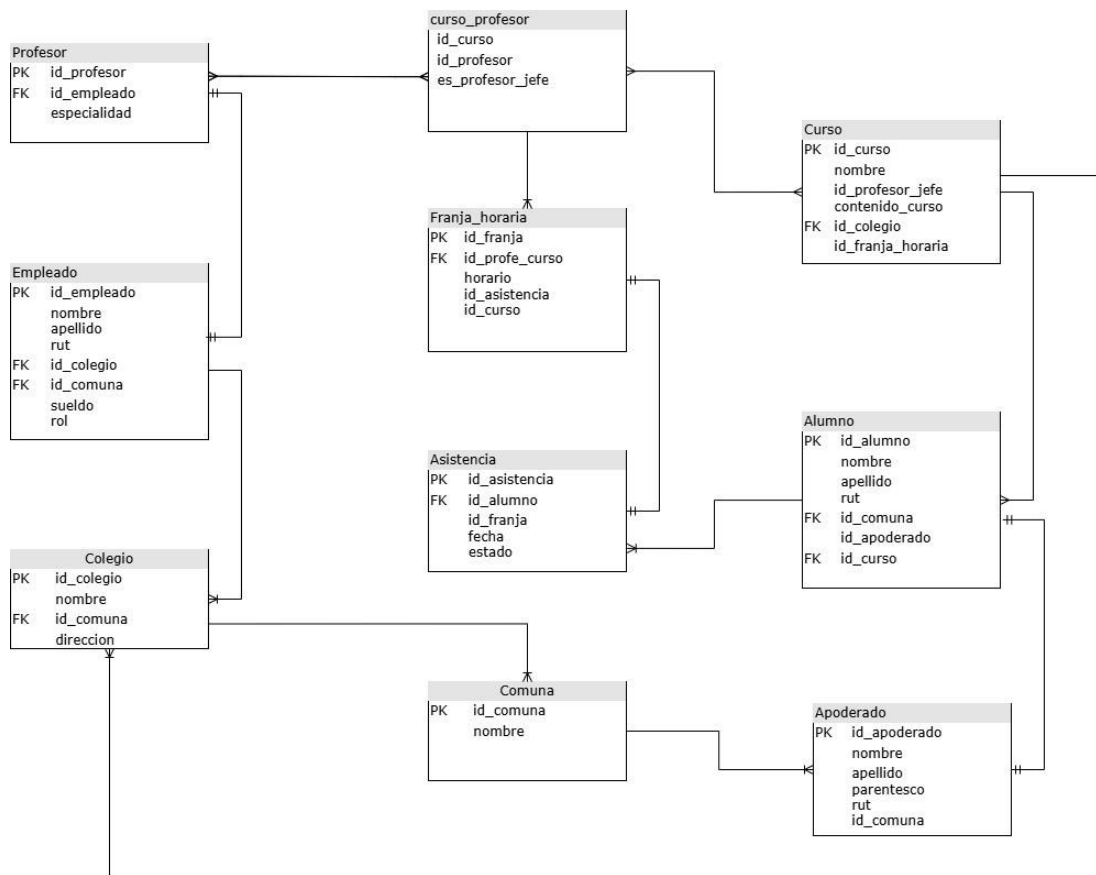 curso_profesor
id_curso
id_profesor
es_profesor_jefe
Profesor
PK id_profesor
FK id_empleado
especialidad
Curso
PK id_curso
nombre
id_profesor_jefe
contenido_curso
FK id_colegio
id_franja_horaria
Franja_horaria
PK id_franja
FK id_profe_curso
horario
id_asistencia
id_curso
Empleado
PK id_empleado
nombre
apellido
rut
FK id_colegio
FK id_comuna
sueldo
rol
Alumno
PK id_alumno
nombre
apellido
rut
FK id_comuna
id_apoderado
FK id_curso
Asistencia
PK id_asistencia
FK id_alumno
id_franja
fecha
estado
Colegio
PK id_colegio
nombre
FK id_comuna
direccion
Comuna
PK id_comuna
nombre
Apoderado
PK id_apoderado
nombre
apellido
parentesco
rut
id_comuna